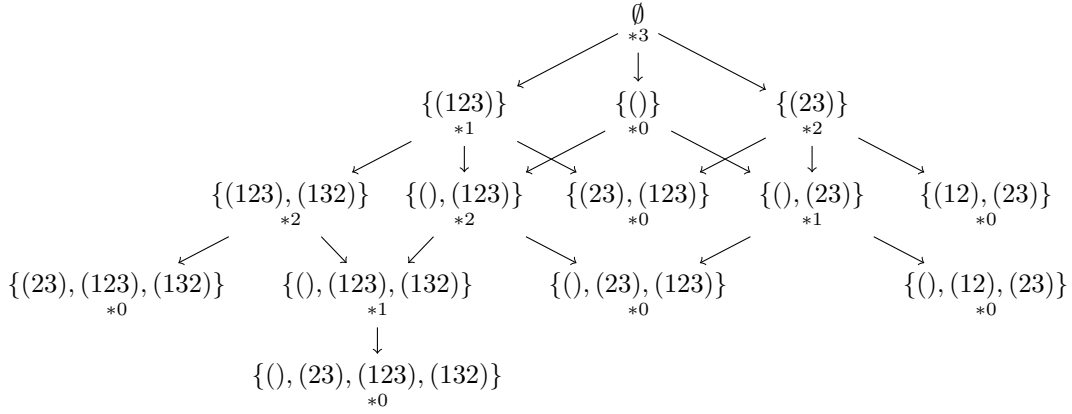 ∅
*3
{(123)} {()} {(23)}
*1 *0 *2
{(123), (132)} {(), (123)} {(23), (123)} {(), (23)} {(12), (23)}
*2 *2 *0 *1 *0
{(23), (123), (132)} {(), (123), (132)} {(), (23), (123)} {(), (12), (23)}
*0 *1 *0 *0
{(), (23), (123), (132)}
*0